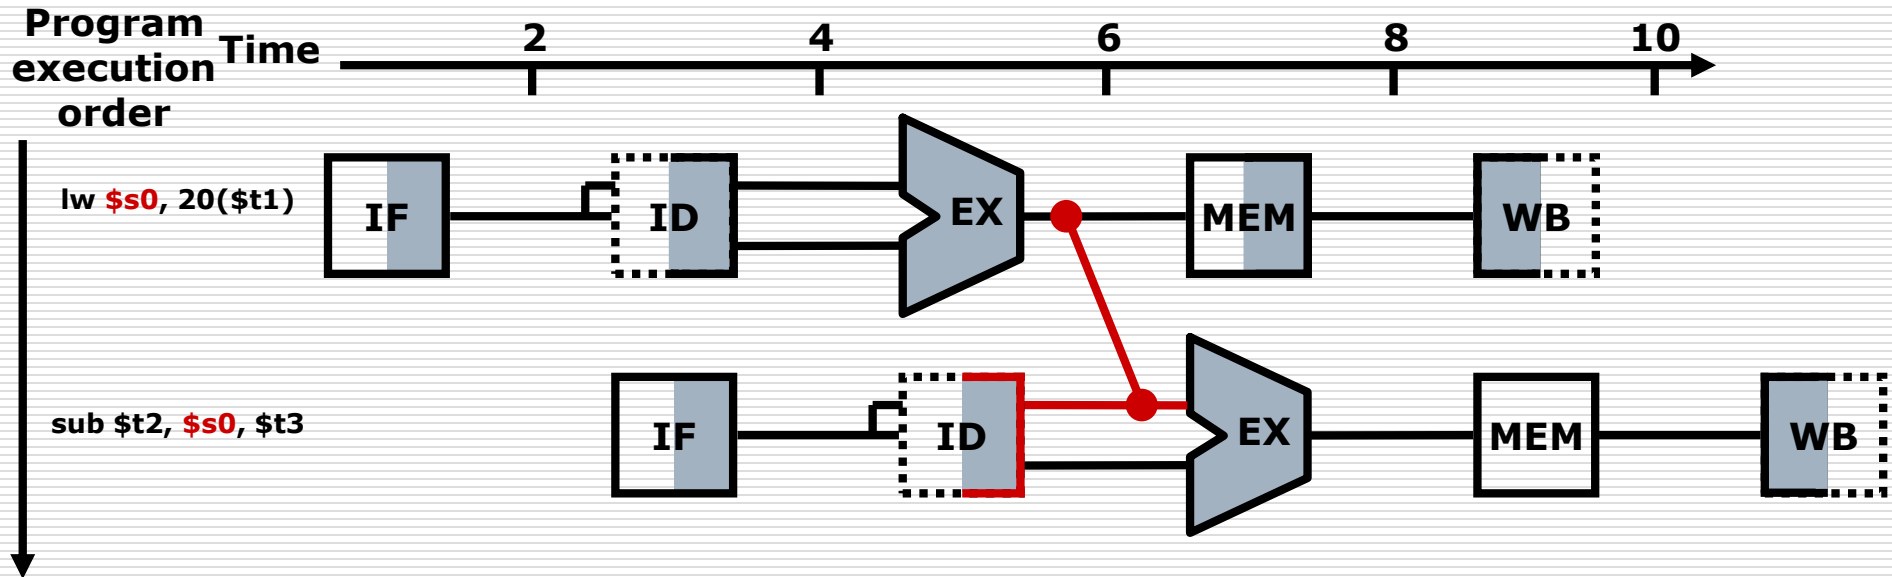 Program
execution
order
Time
2 4 6 8 10
lw $s0, 20($t1)
IF ID EX MEM WB
sub $t2, $s0, $t3
IF ID EX MEM WB